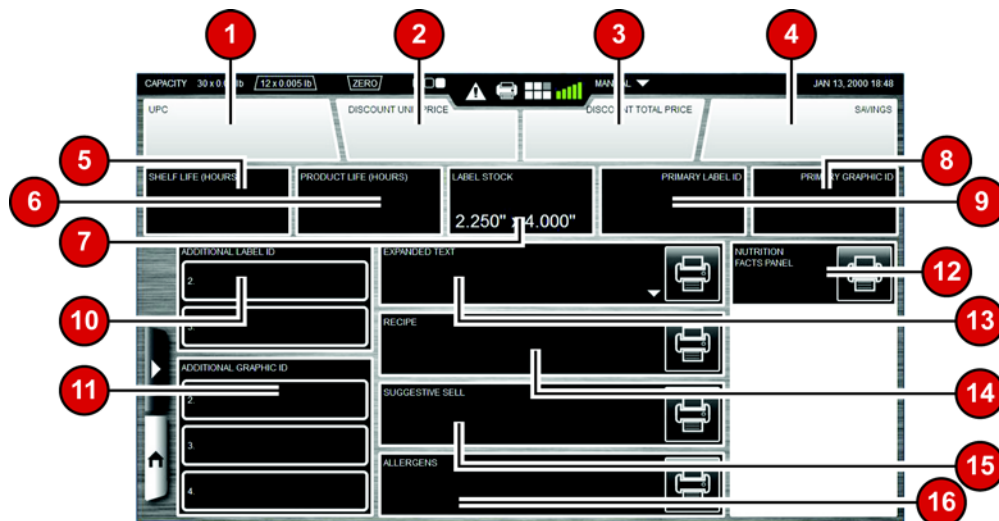 1
2
3
4
CAPACITY 30 x 0.01 lb 12 x 0.005 lb ZERO MANUAL JAN 13, 2000 18:48
UPC
DISCOUNT UNIT PRICE
DISCOUNT TOTAL PRICE
SAVINGS
5
8
SHELF LIFE (HOURS)
PRODUCT LIFE (HOURS)
LABEL STOCK
PRIMARY LABEL ID
PRIMARY GRAPHIC ID
6
9
2.250" x 4.000"
7
ADDITIONAL LABEL ID
EXPANDED TEXT
NUTRITION
FACTS PANEL
12
2.
10
13
3.
RECIPE
ADDITIONAL GRAPHIC ID
11
2.
14
SUGGESTIVE SELL
3.
15
ALLERGENS
4.
16